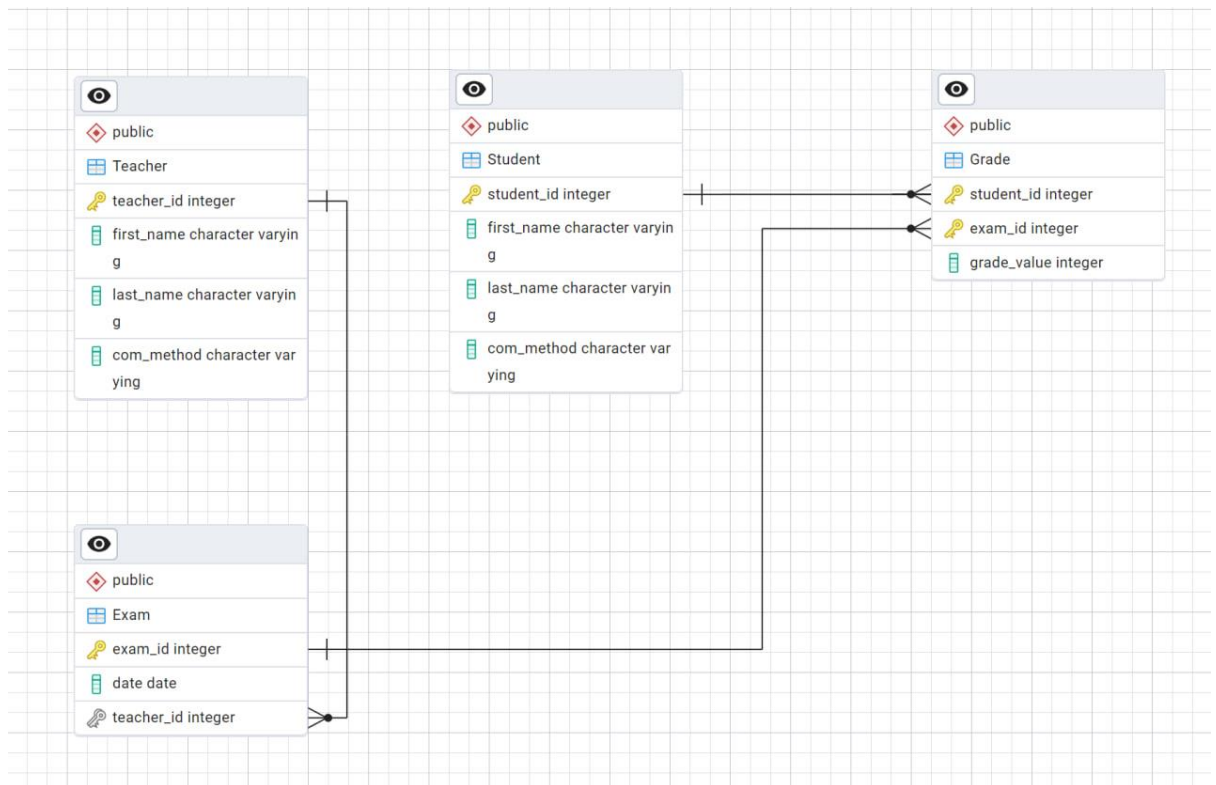 public
Teacher
teacher_id integer
first_name character varyin
g
last_name character varyin
g
com_method character var
ying
public
Student
student_id integer
first_name character varyin
g
last_name character varyin
g
com_method character var
ying
public
Grade
student_id integer
exam_id integer
grade_value integer
public
Exam
exam_id integer
date date
teacher_id integer